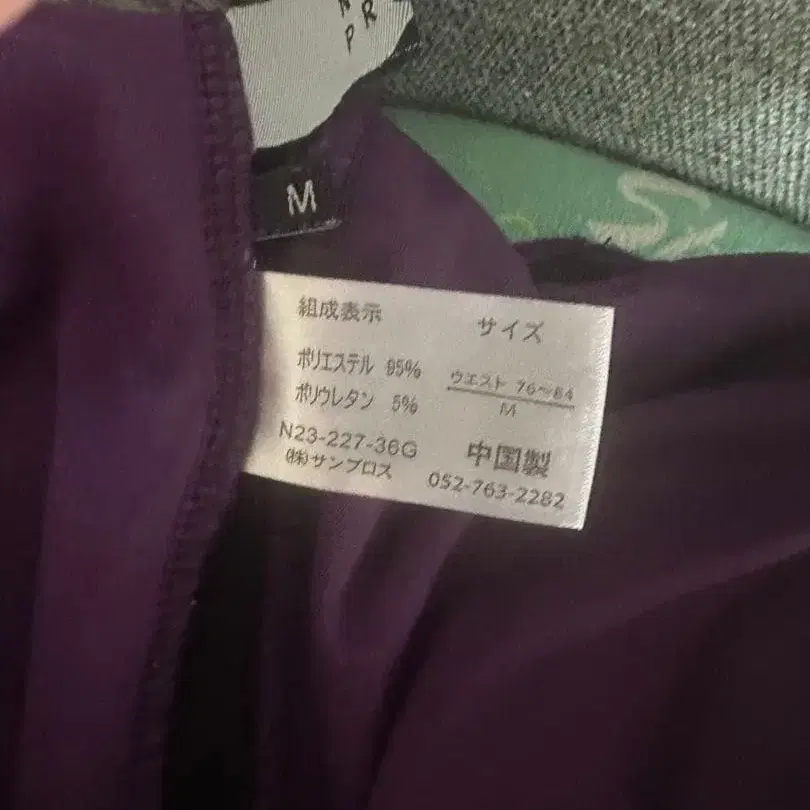 PR
M
組成表示
サイズ
ポリエステル 95%
ポリウレタン 5%
ウエスト 76～84
M
N23-227-36G
中国製
(株)サンプロス
052-763-2282